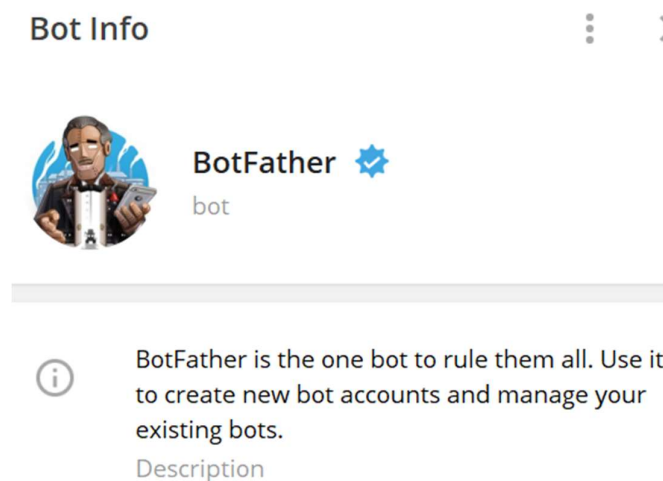 Bot Info
BotFather
bot
BotFather is the one bot to rule them all. Use it
to create new bot accounts and manage your
existing bots.
Description